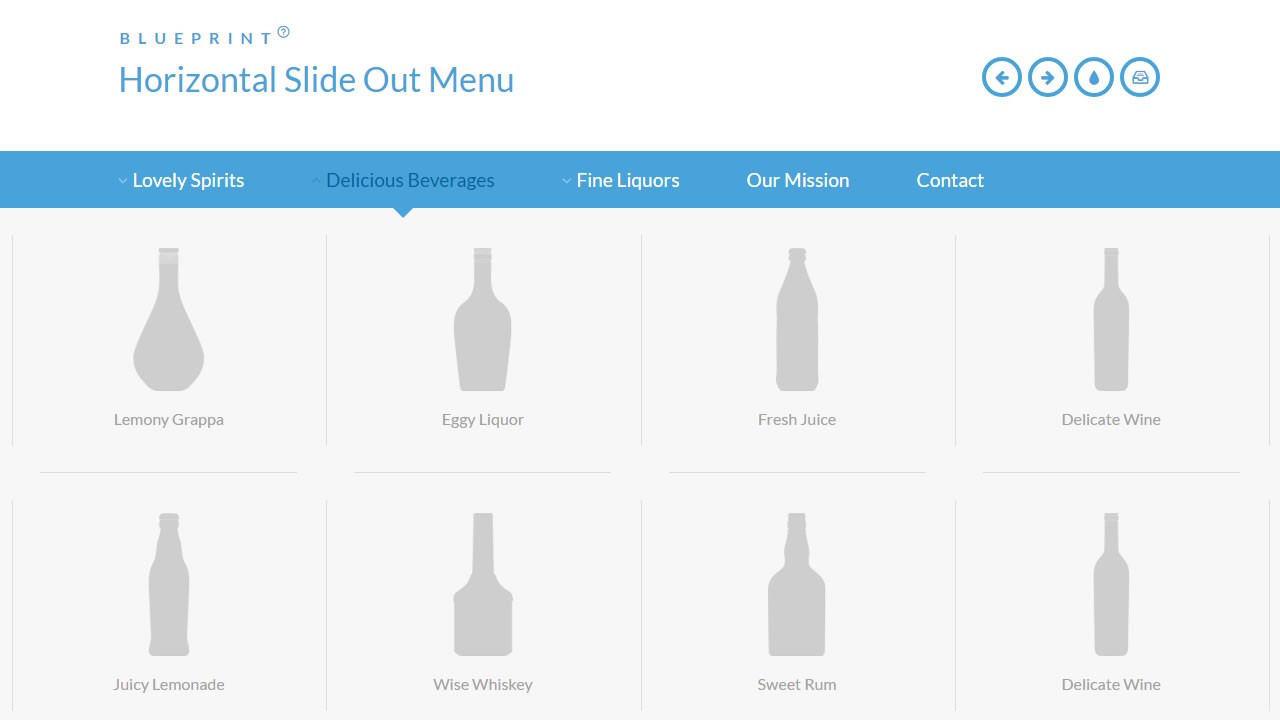 BLUEPRINT
Horizontal Slide Out Menu
Lovely Spirits Delicious Beverages Fine Liquors Our Mission Contact
Lemony Grappa Eggy Liquor Fresh Juice Delicate Wine
Juicy Lemonade Wise Whiskey Sweet Rum Delicate Wine